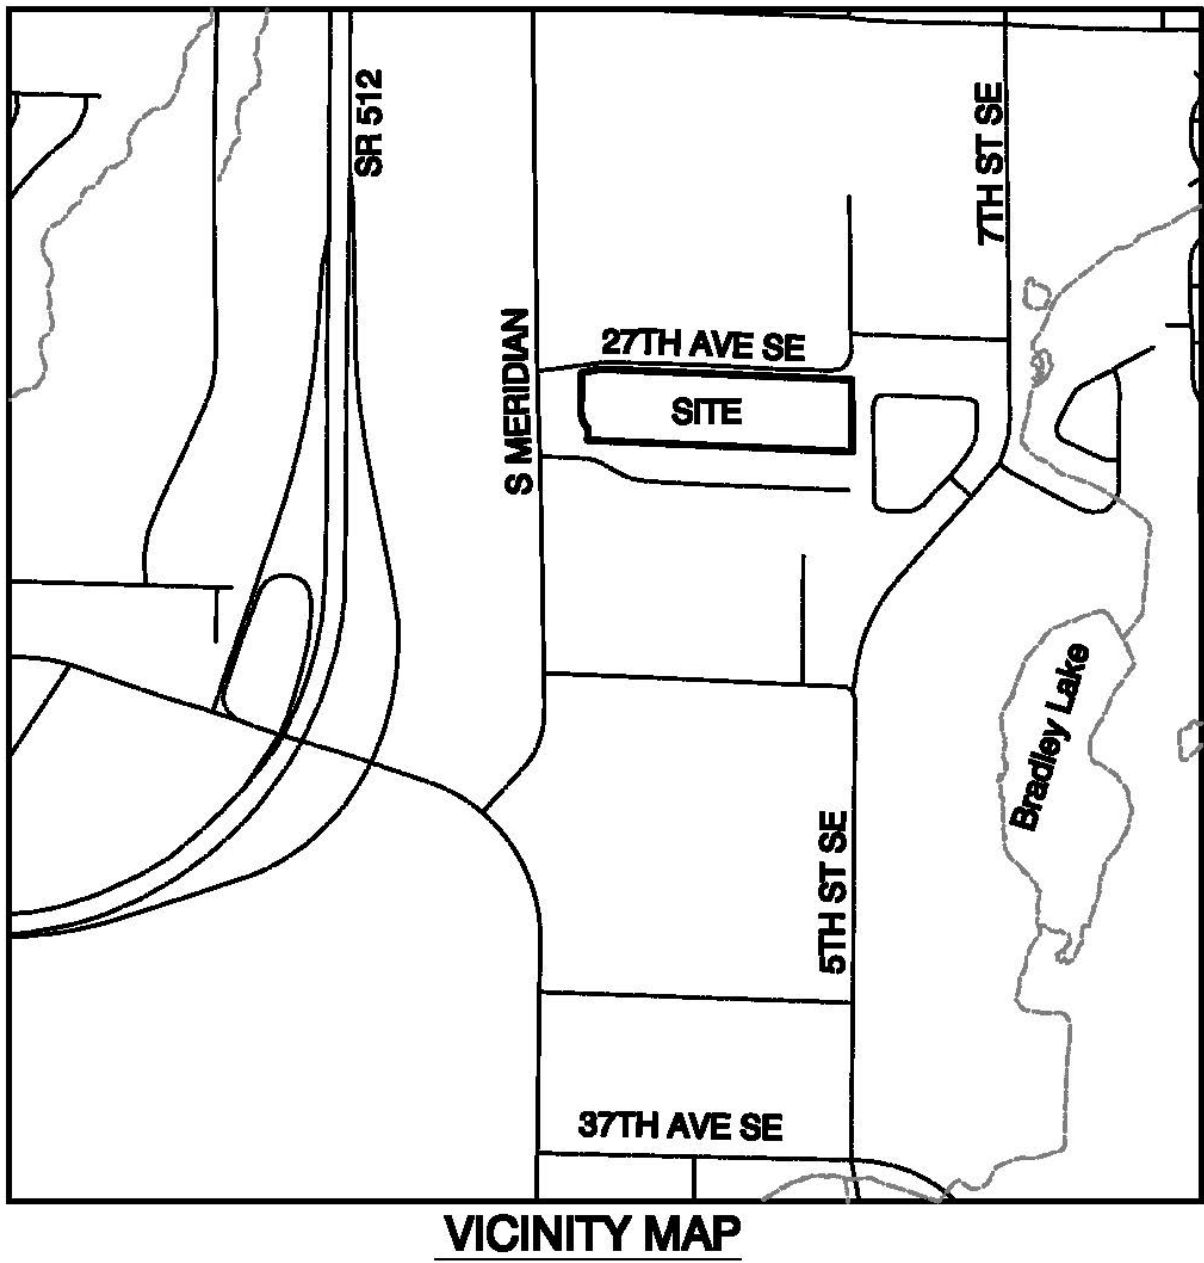 SR 512
7TH ST SE
S MERIDIAN
27TH AVE SE
SITE
Bradley Lake
5TH ST SE
37TH AVE SE
VICINITY MAP